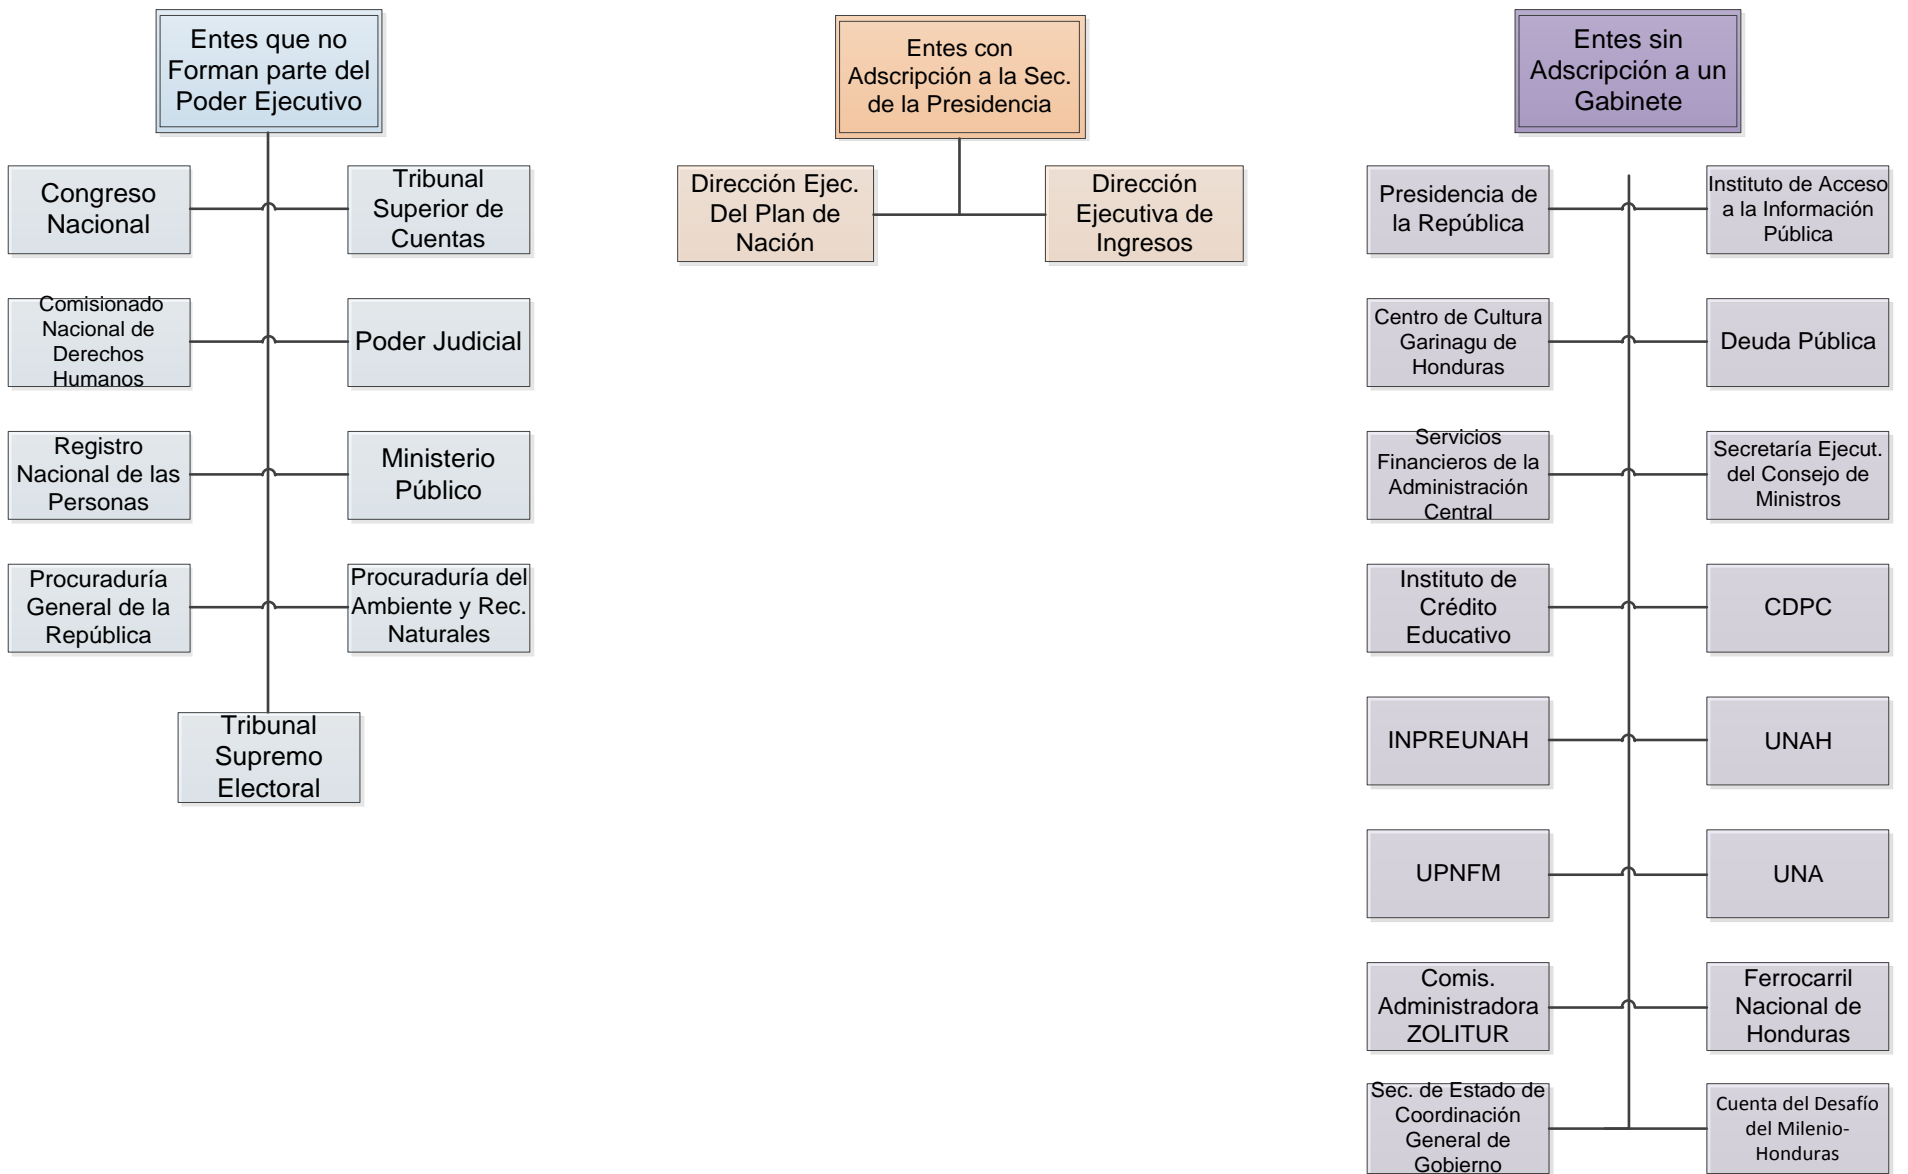 Entes que no
Forman parte del
Poder Ejecutivo
Congreso
Nacional
Tribunal
Superior de
Cuentas
Comisionado
Nacional de
Derechos
Humanos
Poder Judicial
Registro
Nacional de las
Personas
Ministerio
Público
Procuraduría
General de la
República
Procuraduría del
Ambiente y Rec.
Naturales
Tribunal
Supremo
Electoral
Entes con
Adscripción a la Sec.
de la Presidencia
Dirección Ejec.
Del Plan de
Nación
Dirección
Ejecutiva de
Ingresos
Entes sin
Adscripción a un
Gabinete
Presidencia de
la República
Instituto de Acceso
a la Información
Pública
Centro de Cultura
Garinagu de
Honduras
Deuda Pública
Servicios
Financieros de la
Administración
Central
Secretaría Ejecut.
del Consejo de
Ministros
Instituto de
Crédito
Educativo
CDPC
INPREUNAH
UNAH
UPNFM
UNA
Comis.
Administradora
ZOLITUR
Ferrocarril
Nacional de
Honduras
Sec. de Estado de
Coordinación
General de
Gobierno
Cuenta del Desafío
del Milenio-
Honduras